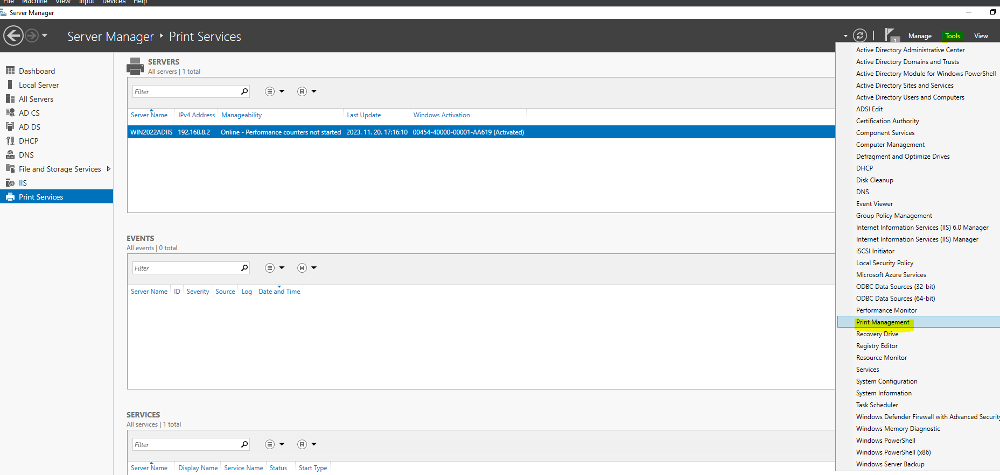 File Machine View Input Devices Help
Server Manager
Server Manager ‣ Print Services
1 Manage Tools View
Dashboard
Local Server
All Servers
AD CS
AD DS
DHCP
DNS
File and Storage Services
IIS
Print Services
SERVERS
All servers | 1 total
Filter
Server Name IPv4 Address Manageability Last Update Windows Activation
WIN2022ADIIS 192.168.8.2 Online - Performance counters not started 2023. 11. 20. 17:16:10 00454-40000-00001-AA619 (Activated)
EVENTS
All events | 0 total
Filter
Server Name ID Severity Source Log Date and Time
SERVICES
All services | 1 total
Filter
Server Name Display Name Service Name Status Start Type
Active Directory Administrative Center
Active Directory Domains and Trusts
Active Directory Module for Windows PowerShell
Active Directory Sites and Services
Active Directory Users and Computers
ADSI Edit
Certification Authority
Component Services
Computer Management
Defragment and Optimize Drives
DHCP
Disk Cleanup
DNS
Event Viewer
Group Policy Management
Internet Information Services (IIS) 6.0 Manager
Internet Information Services (IIS) Manager
iSCSI Initiator
Local Security Policy
Microsoft Azure Services
ODBC Data Sources (32-bit)
ODBC Data Sources (64-bit)
Performance Monitor
Print Management
Recovery Drive
Registry Editor
Resource Monitor
Services
System Configuration
System Information
Task Scheduler
Windows Defender Firewall with Advanced Security
Windows Memory Diagnostic
Windows PowerShell
Windows PowerShell (x86)
Windows Server Backup